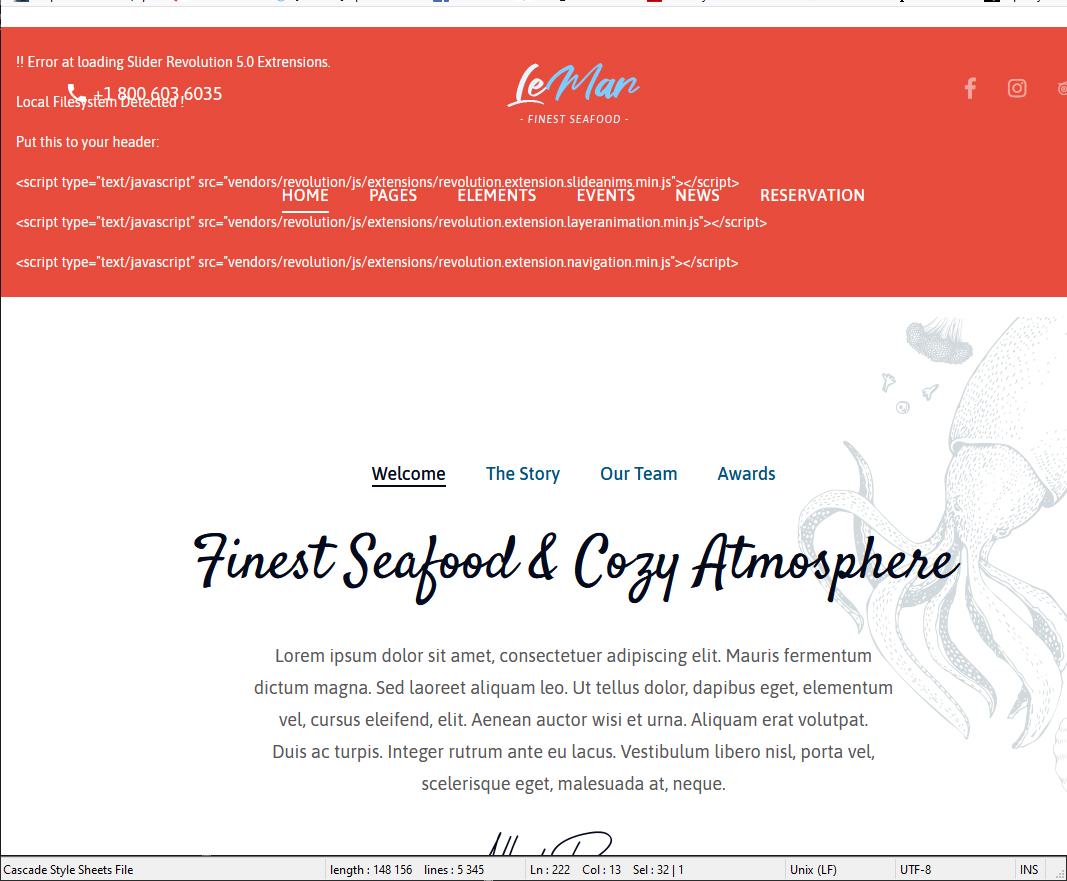 !! Error at loading Slider Revolution 5.0 Extrensions.
+1 800 603 6035
Local Filesystem Detected !
LeMar
- FINEST SEAFOOD -
Put this to your header:
<script type="text/javascript" src="vendors/revolution/js/extensions/revolution.extension.slideanims.min.js"></script>
HOME PAGES ELEMENTS EVENTS NEWS RESERVATION
<script type="text/javascript" src="vendors/revolution/js/extensions/revolution.extension.layeranimation.min.js"></script>
<script type="text/javascript" src="vendors/revolution/js/extensions/revolution.extension.navigation.min.js"></script>
Welcome The Story Our Team Awards
Finest Seafood & Cozy Atmosphere
Lorem ipsum dolor sit amet, consectetuer adipiscing elit. Mauris fermentum
dictum magna. Sed laoreet aliquam leo. Ut tellus dolor, dapibus eget, elementum
vel, cursus eleifend, elit. Aenean auctor wisi et urna. Aliquam erat volutpat.
Duis ac turpis. Integer rutrum ante eu lacus. Vestibulum libero nisl, porta vel,
scelerisque eget, malesuada at, neque.
Cascade Style Sheets File length : 148 156 lines : 5 345 Ln : 222 Col : 13 Sel : 32 | 1 Unix (LF) UTF-8 INS